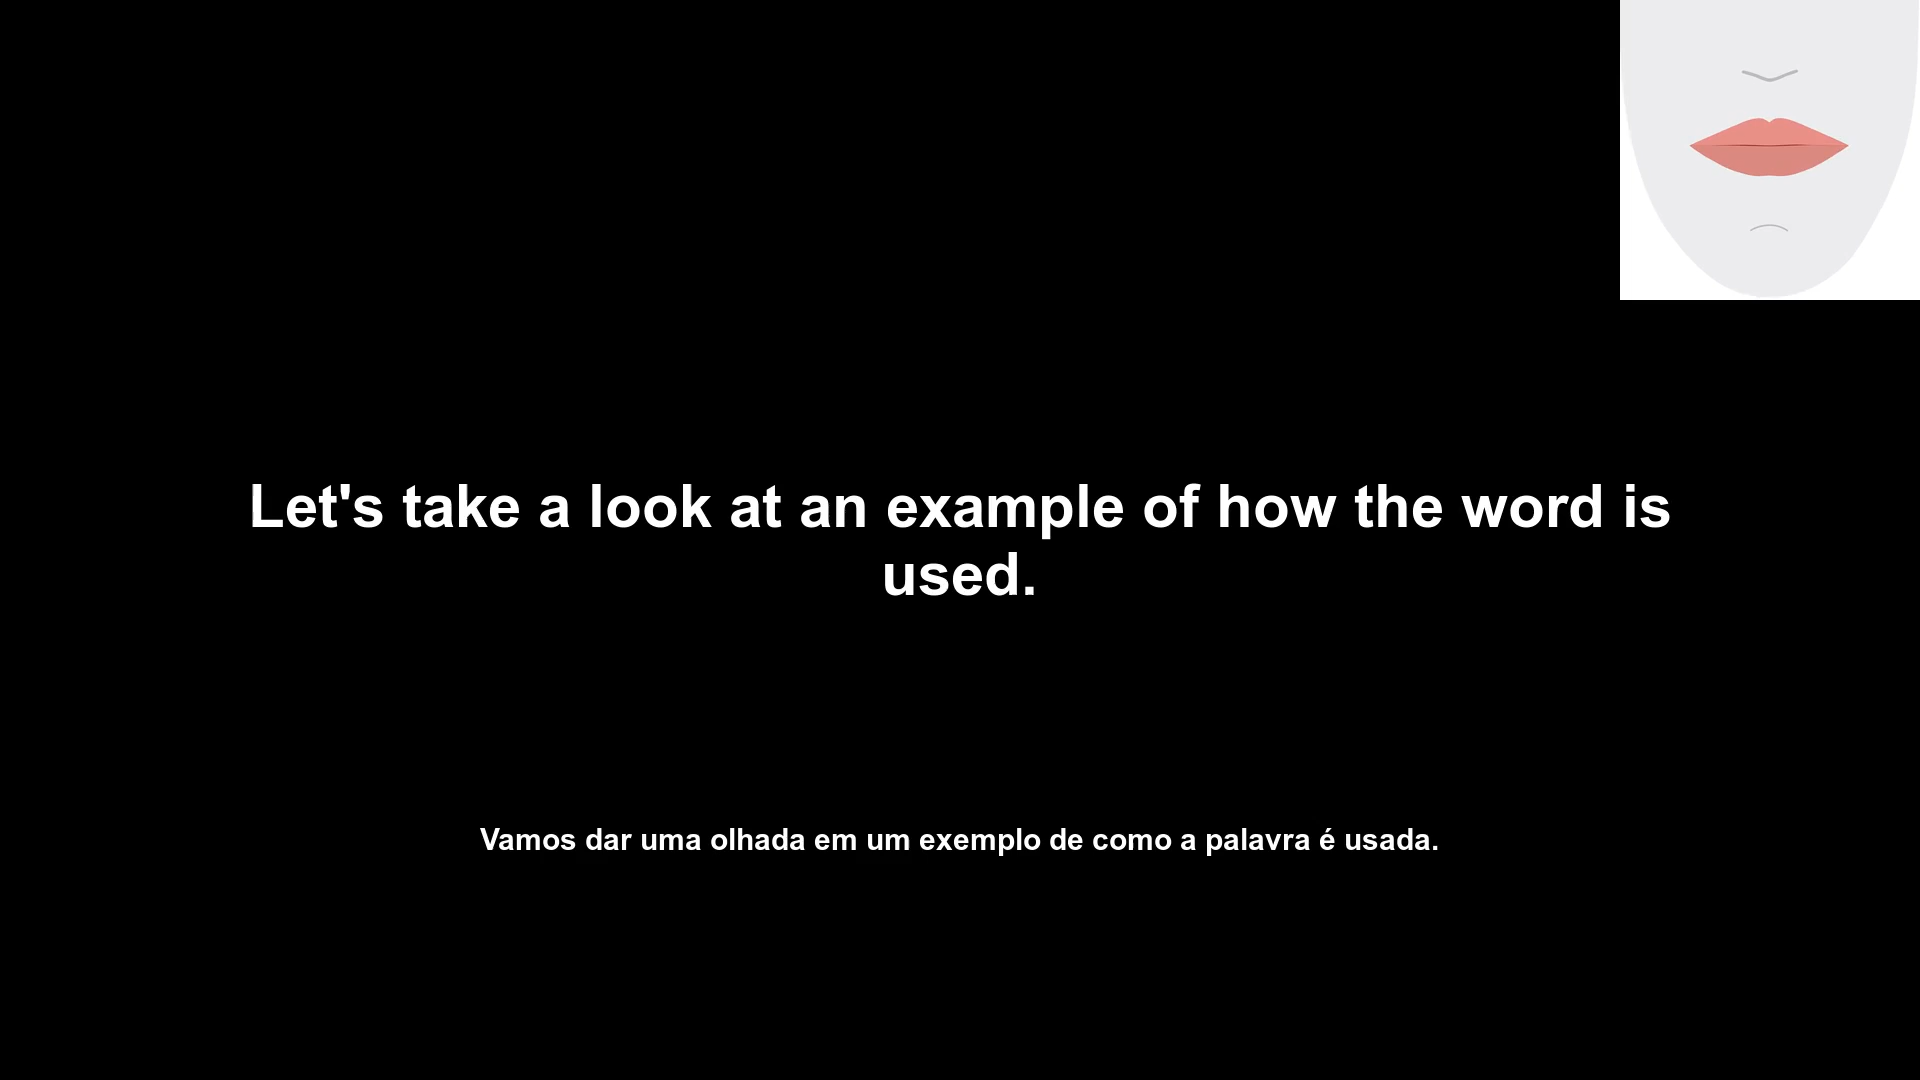 Let's take a look at an example of how the word is
used.
Vamos dar uma olhada em um exemplo de como a palavra é usada.